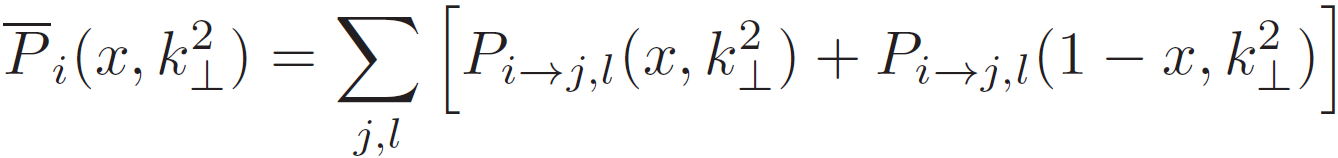 \overline{P}_i(x, k_\perp^2) = \sum_{j,l} \left[ P_{i \to j,l}(x, k_\perp^2) + P_{i \to j,l}(1 - x, k_\perp^2) \right]